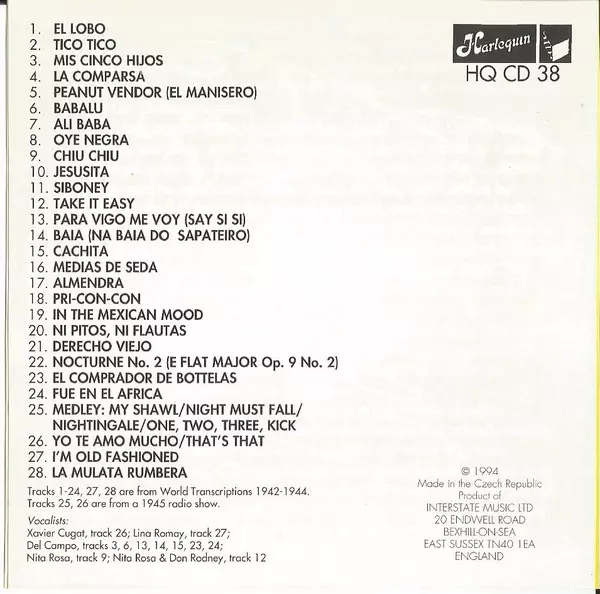 1. EL LOBO
2. TICO TICO
3. MIS CINCO HIJOS
4. LA COMPARSA
5. PEANUT VENDOR (EL MANISERO)
6. BABALU
7. ALI BABA
8. OYE NEGRA
9. CHIU CHIU
10. JESUSITA
11. SIBONEY
12. TAKE IT EASY
13. PARA VIGO ME VOY (SAY SI SI)
14. BAIA (NA BAIA DO SAPATEIRO)
15. CACHITA
16. MEDIAS DE SEDA
17. ALMENDRA
18. PRI-CON-CON
19. IN THE MEXICAN MOOD
20. NI PITOS, NI FLAUTAS
21. DERECHO VIEJO
22. NOCTURNE No. 2 (E FLAT MAJOR Op. 9 No. 2)
23. EL COMPRADOR DE BOTTELAS
24. FUE EN EL AFRICA
25. MEDLEY: MY SHAWL/NIGHT MUST FALL/
NIGHTINGALE/ONE, TWO, THREE, KICK
26. YO TE AMO MUCHO/THAT'S THAT
27. I'M OLD FASHIONED
28. LA MULATA RUMBERA
Tracks 1-24, 27, 28 are from World Transcriptions 1942-1944.
Tracks 25, 26 are from a 1945 radio show.
Vocalists:
Xavier Cugat, track 26; Lina Romay, track 27;
Del Campo, tracks 3, 6, 13, 14, 15, 23, 24;
Nita Rosa, track 9; Nita Rosa & Don Rodney, track 12
Harlequin
HQ CD 38
© 1994
Made in the Czech Republic
Product of
INTERSTATE MUSIC LTD
20 ENDWELL ROAD
BEXHILL-ON-SEA
EAST SUSSEX TN40 1EA
ENGLAND